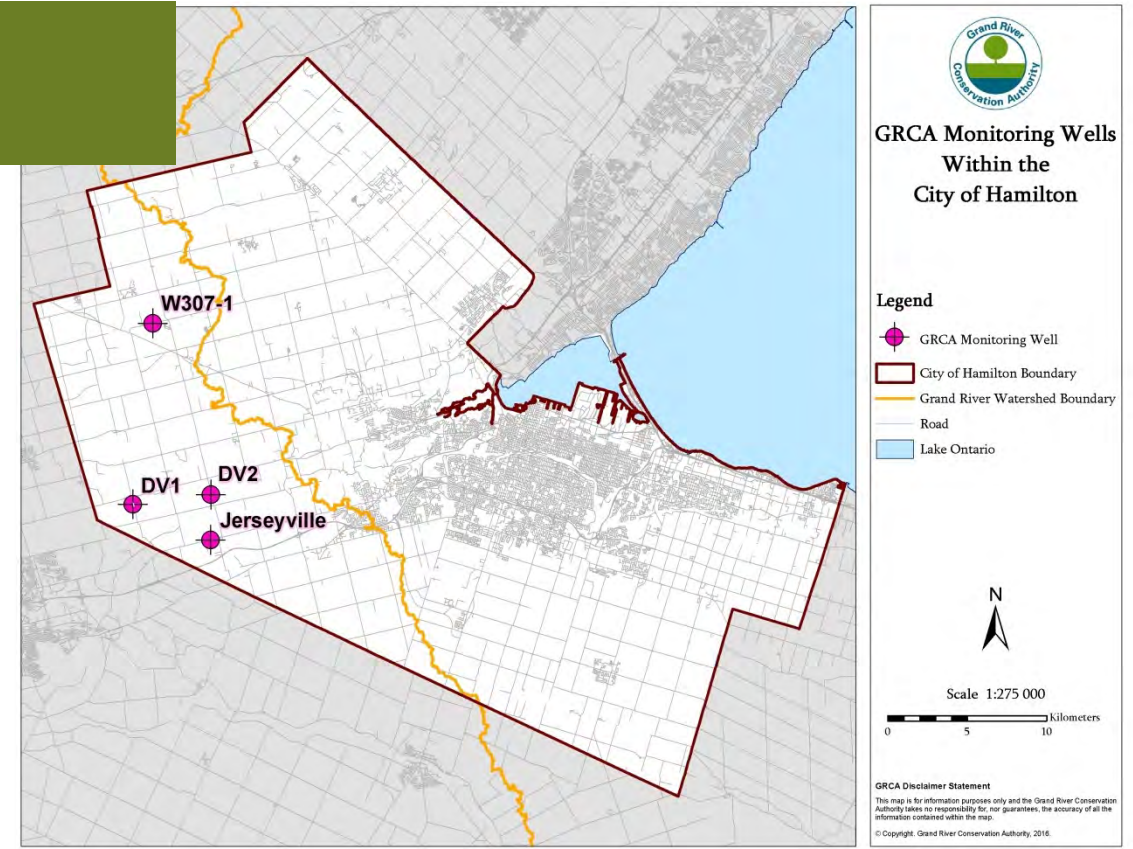 W307-1
DV1
DV2
Jerseyville
Grand River
Conservation Authority
GRCA Monitoring Wells
Within the
City of Hamilton
Legend
GRCA Monitoring Well
City of Hamilton Boundary
Grand River Watershed Boundary
Road
Lake Ontario
N
Scale 1:275 000
Kilometers
0 5 10
GRCA Disclaimer Statement
This map is for information purposes only and the Grand River Conservation
Authority takes no responsibility for, nor guarantees, the accuracy of all the
information contained within the map.
© Copyright. Grand River Conservation Authority, 2016.